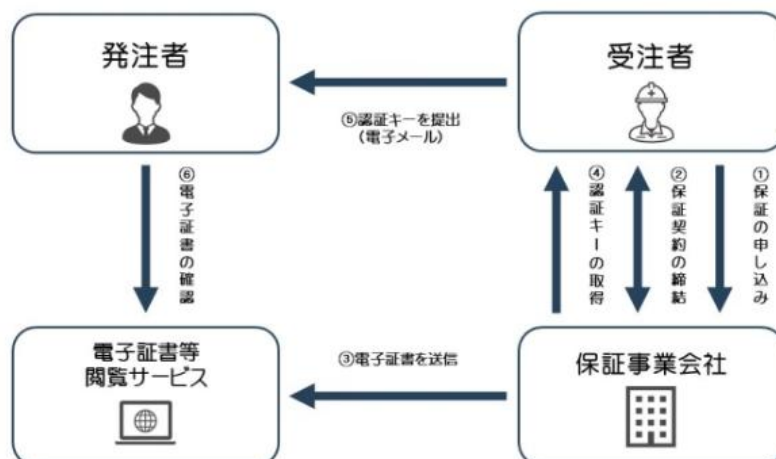 発注者
受注者
⑤認証キーを提出
(電子メール)
⑥電子証書の確認
④認証キーの取得
②保証契約の締結
①保証の申し込み
電子証書等
閲覧サービス
③電子証書を送信
保証事業会社